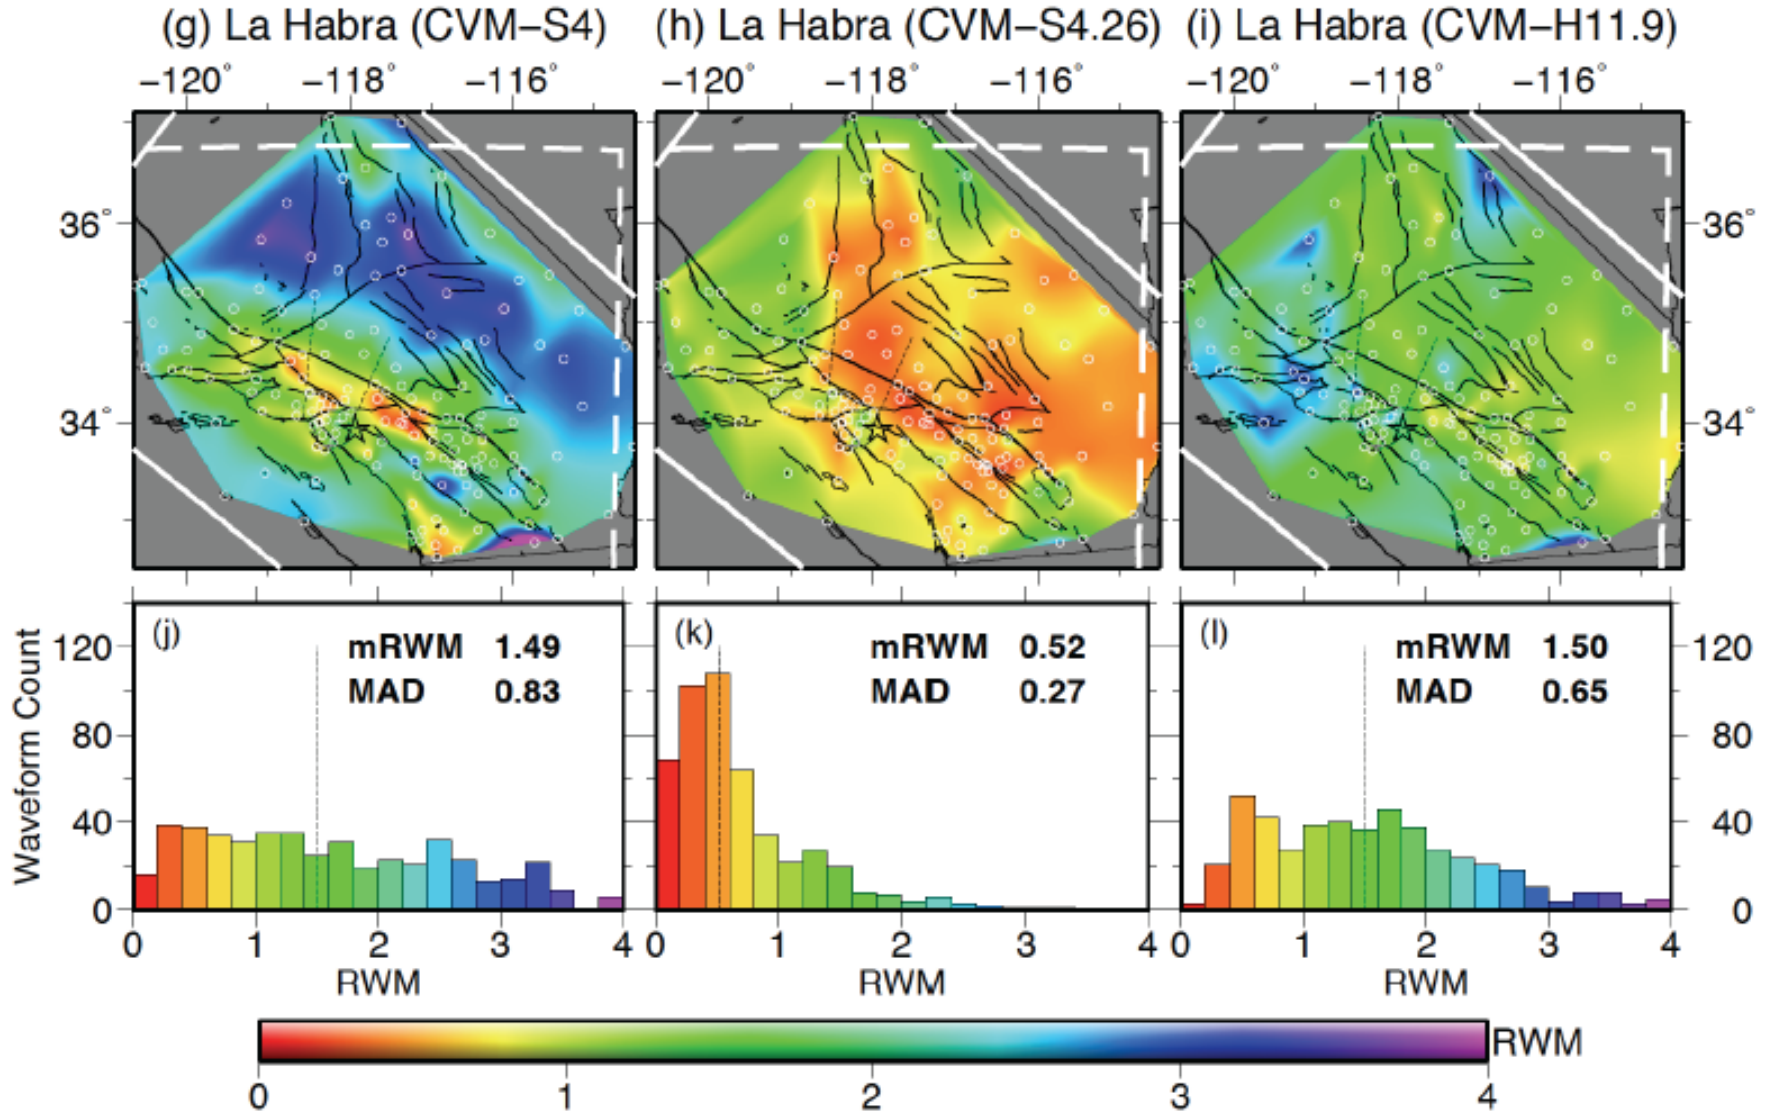 (g) La Habra (CVM−S4) (h) La Habra (CVM−S4.26) (i) La Habra (CVM−H11.9)
−120° −118° −116° −120° −118° −116° −120° −118° −116°
36° 36°
34° 34°
(j) (k) (l)
mRWM 1.49 mRWM 0.52 mRWM 1.50
MAD 0.83 MAD 0.27 MAD 0.65
Waveform Count
120 120
80 80
40 40
0 0
0 1 2 3 4 0 1 2 3 4 0 1 2 3 4
RWM RWM RWM
RWM
0 1 2 3 4